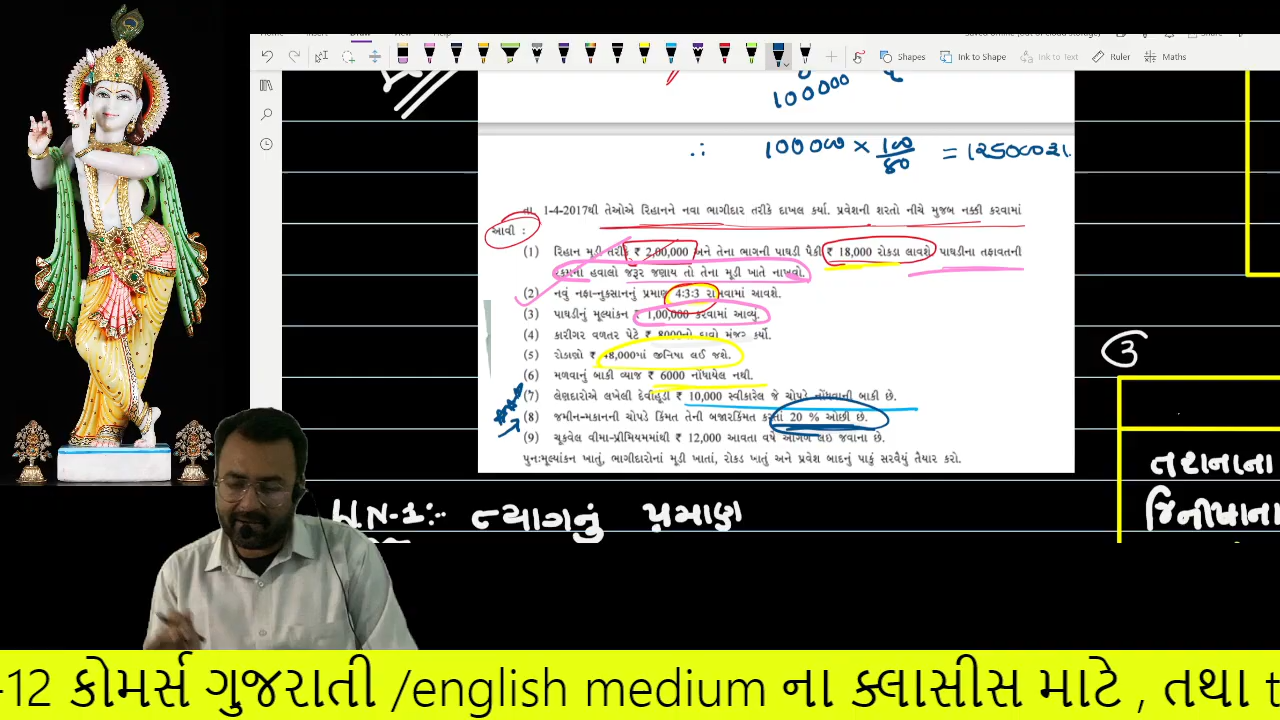 Shapes Ink to Shape Ink to Text Ruler Maths
100000
∴ 100000 × 100/80 = 125000રૂા.
તા. 1-4-2017થી તેઓએ રિહાનને નવા ભાગીદાર તરીકે દાખલ કર્યા. પ્રવેશની શરતો નીચે મુજબ નક્કી કરવામાં
આવી :
(1) રિહાન મૂડી તરીકે ₹ 2,00,000 અને તેના ભાગની પાઘડી પૈકી ₹ 18,000 રોકડા લાવશે. પાઘડીના તફાવતની
રકમનો હવાલો જરૂર જણાય તો તેના મૂડી ખાતે નાખવો.
(2) નવું નફા-નુકસાનનું પ્રમાણ 4:3:3 રાખવામાં આવશે.
(3) પાઘડીનું મૂલ્યાંકન ₹ 1,00,000 કરવામાં આવ્યું.
(4) કારીગર વળતર પેટે ₹ 8000નો દાવો મંજૂર કર્યો.
(5) રોકાણો ₹ 48,000માં જીનિષા લઈ જશે.
(6) મળવાનું બાકી વ્યાજ ₹ 6000 નોંધાયેલ નથી.
(7) લેણદારોએ લખેલી દેવીહૂંડી ₹ 10,000 સ્વીકારેલ જે ચોપડે નોંધવાની બાકી છે.
(8) જમીન-મકાનની ચોપડે કિંમત તેની બજારકિંમત કરતાં 20 % ઓછી છે.
(9) ચૂકવેલ વીમા-પ્રીમિયમમાંથી ₹ 12,000 આવતા વર્ષે આગળ લઈ જવાના છે.
પુનઃમૂલ્યાંકન ખાતું, ભાગીદારોનાં મૂડી ખાતાં, રોકડ ખાતું અને પ્રવેશ બાદનું પાકું સરવૈયું તૈયાર કરો.
3
તરાનાના
જિનીષાના
WN-1:- ત્યાગનું પ્રમાણ
-12 કોમર્સ ગુજરાતી /english medium ના ક્લાસીસ માટે , તથા t